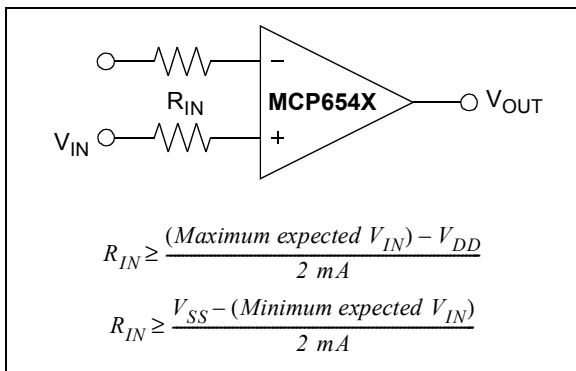 −
R_IN
MCP654X
V_OUT
V_IN
+
R_IN ≥ (Maximum expected V_IN) – V_DD
2 mA
R_IN ≥ V_SS – (Minimum expected V_IN)
2 mA